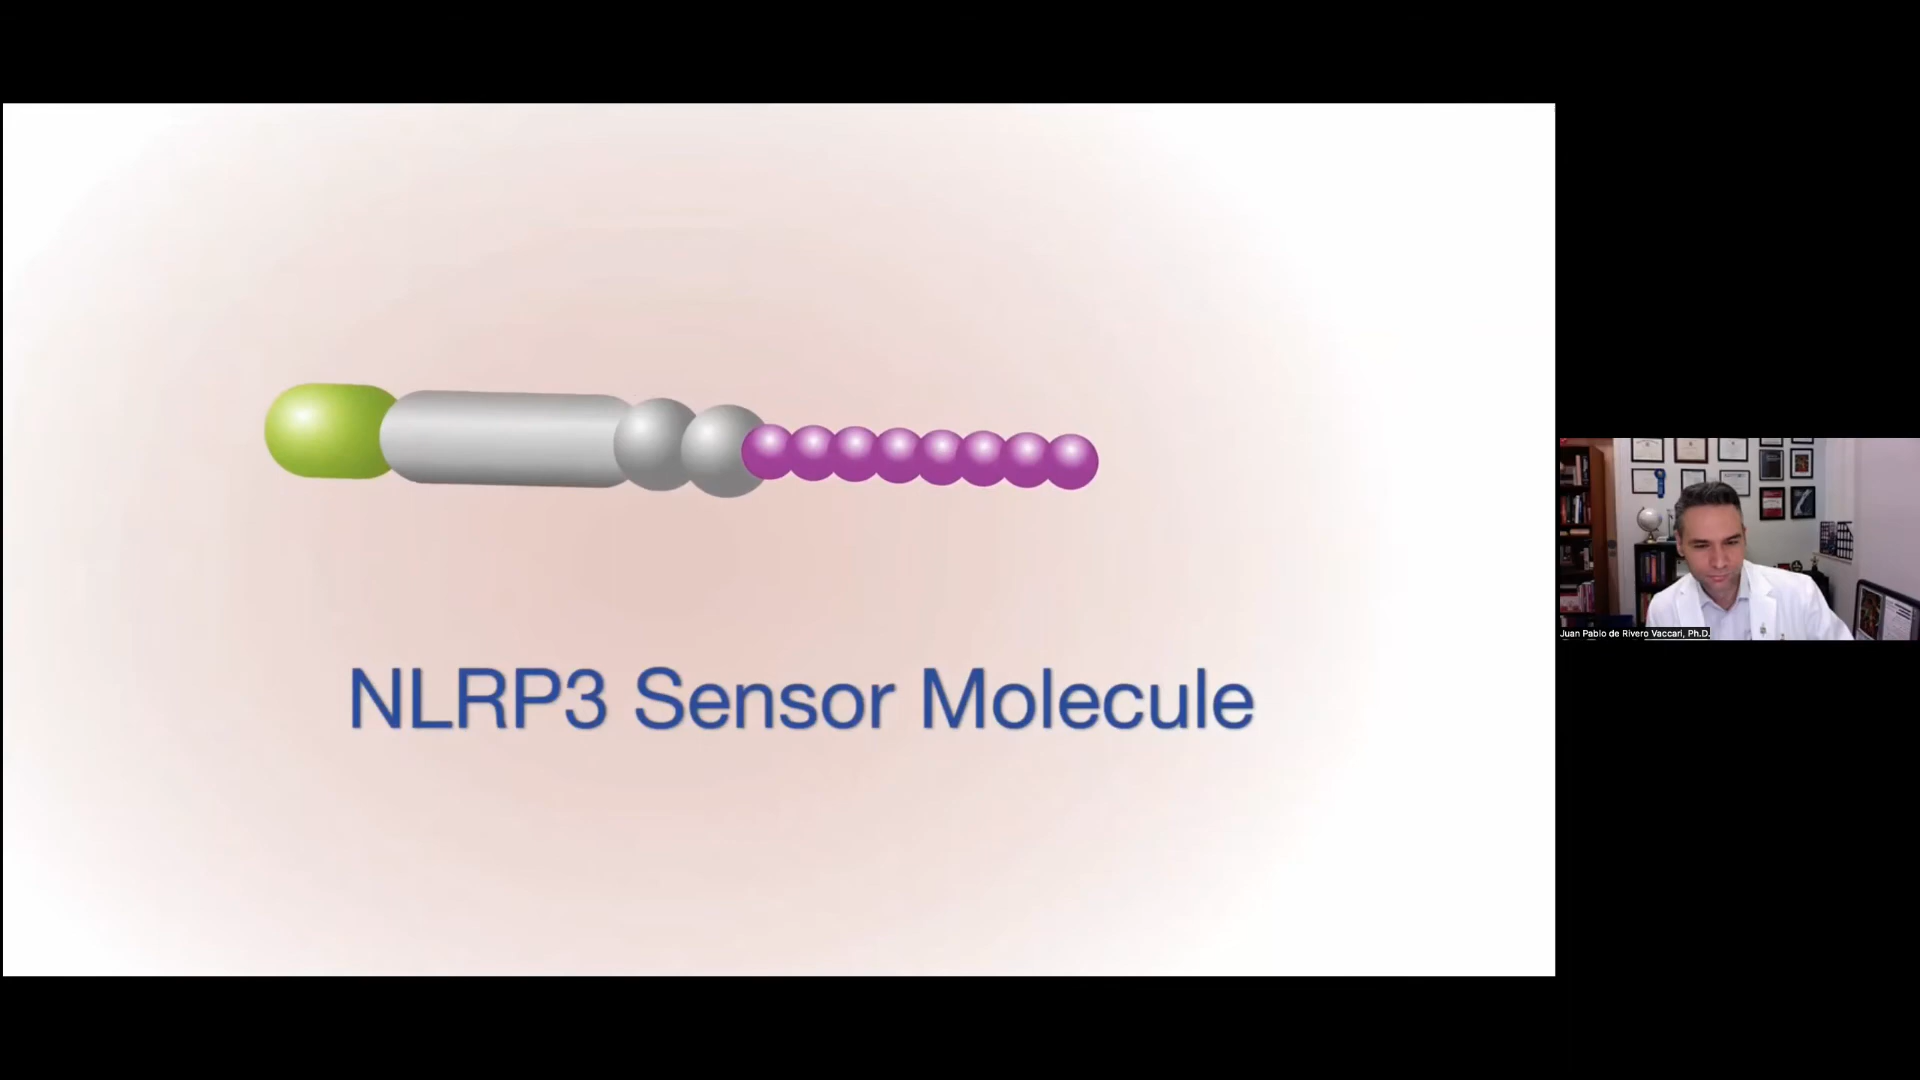 NLRP3 Sensor Molecule
Juan Pablo de Rivero Vaccari, Ph.D.